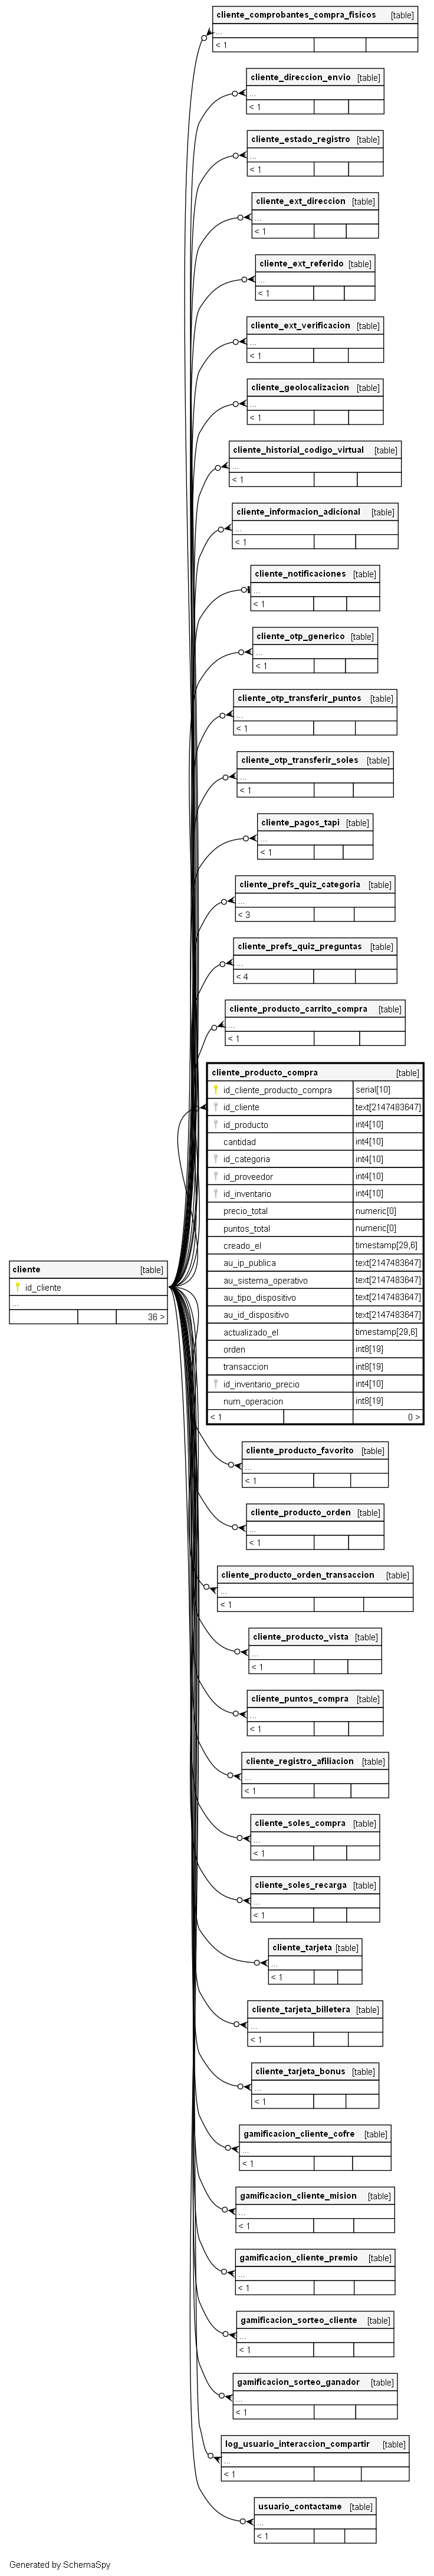 cliente_comprobantes_compra_fisicos [table]
...
< 1
cliente_direccion_envio [table]
...
< 1
cliente_estado_registro [table]
...
< 1
cliente_ext_direccion [table]
...
< 1
cliente_ext_referido [table]
...
< 1
cliente_ext_verificacion [table]
...
< 1
cliente_geolocalizacion [table]
...
< 1
cliente_historial_codigo_virtual [table]
...
< 1
cliente_informacion_adicional [table]
...
< 1
cliente_notificaciones [table]
...
< 1
cliente_otp_generico [table]
...
< 1
cliente_otp_transferir_puntos [table]
...
< 1
cliente_otp_transferir_soles [table]
...
< 1
cliente_pagos_tapi [table]
...
< 1
cliente_prefs_quiz_categoria [table]
...
< 3
cliente_prefs_quiz_preguntas [table]
...
< 4
cliente_producto_carrito_compra [table]
...
< 1
cliente_producto_compra [table]
id_cliente_producto_compra serial[10]
id_cliente text[2147483647]
id_producto int4[10]
cantidad int4[10]
id_categoria int4[10]
id_proveedor int4[10]
id_inventario int4[10]
precio_total numeric[0]
puntos_total numeric[0]
creado_el timestamp[29,6]
au_ip_publica text[2147483647]
au_sistema_operativo text[2147483647]
au_tipo_dispositivo text[2147483647]
au_id_dispositivo text[2147483647]
actualizado_el timestamp[29,6]
orden int8[19]
transaccion int8[19]
id_inventario_precio int4[10]
num_operacion int8[19]
< 1 0 >
cliente [table]
id_cliente
...
36 >
cliente_producto_favorito [table]
...
< 1
cliente_producto_orden [table]
...
< 1
cliente_producto_orden_transaccion [table]
...
< 1
cliente_producto_vista [table]
...
< 1
cliente_puntos_compra [table]
...
< 1
cliente_registro_afiliacion [table]
...
< 1
cliente_soles_compra [table]
...
< 1
cliente_soles_recarga [table]
...
< 1
cliente_tarjeta [table]
...
< 1
cliente_tarjeta_billetera [table]
...
< 1
cliente_tarjeta_bonus [table]
...
< 1
gamificacion_cliente_cofre [table]
...
< 1
gamificacion_cliente_mision [table]
...
< 1
gamificacion_cliente_premio [table]
...
< 1
gamificacion_sorteo_cliente [table]
...
< 1
gamificacion_sorteo_ganador [table]
...
< 1
log_usuario_interaccion_compartir [table]
...
< 1
usuario_contactame [table]
...
< 1
Generated by SchemaSpy